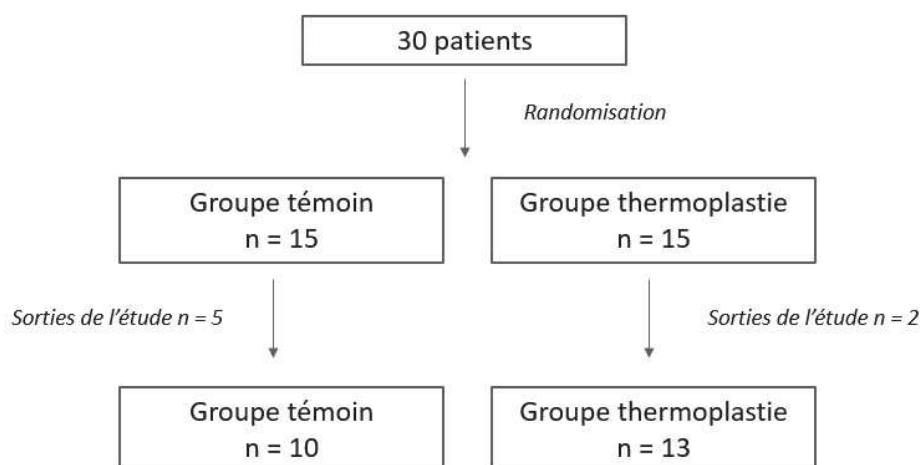 30 patients
Randomisation
Groupe témoin
n = 15
Groupe thermoplastie
n = 15
Sorties de l'étude n = 5
Sorties de l'étude n = 2
Groupe témoin
n = 10
Groupe thermoplastie
n = 13